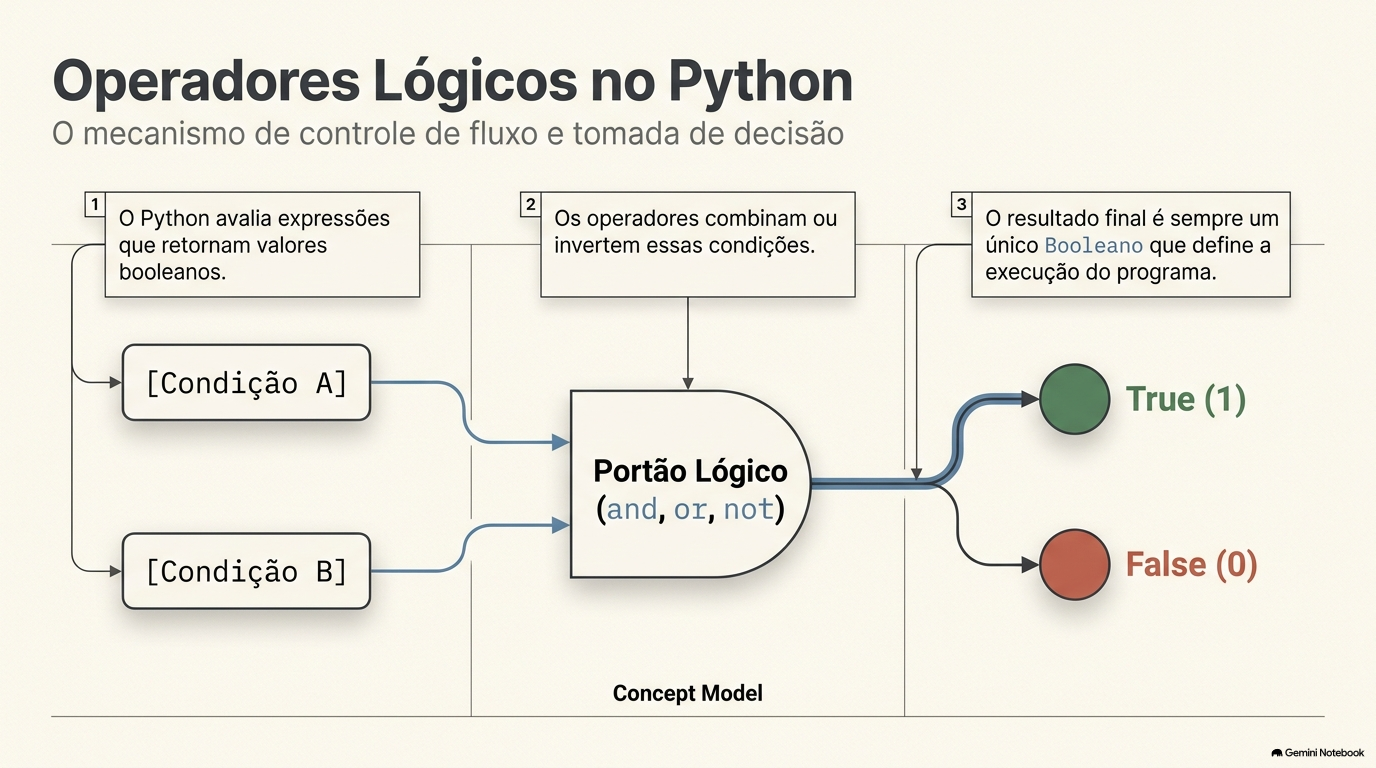 Operadores Lógicos no Python
O mecanismo de controle de fluxo e tomada de decisão
1
O Python avalia expressões
que retornam valores
booleanos.
2
Os operadores combinam ou
invertem essas condições.
3
O resultado final é sempre um
único Booleano que define a
execução do programa.
[Condição A]
[Condição B]
Portão Lógico
(and, or, not)
True (1)
False (0)
Concept Model
Gemini Notebook